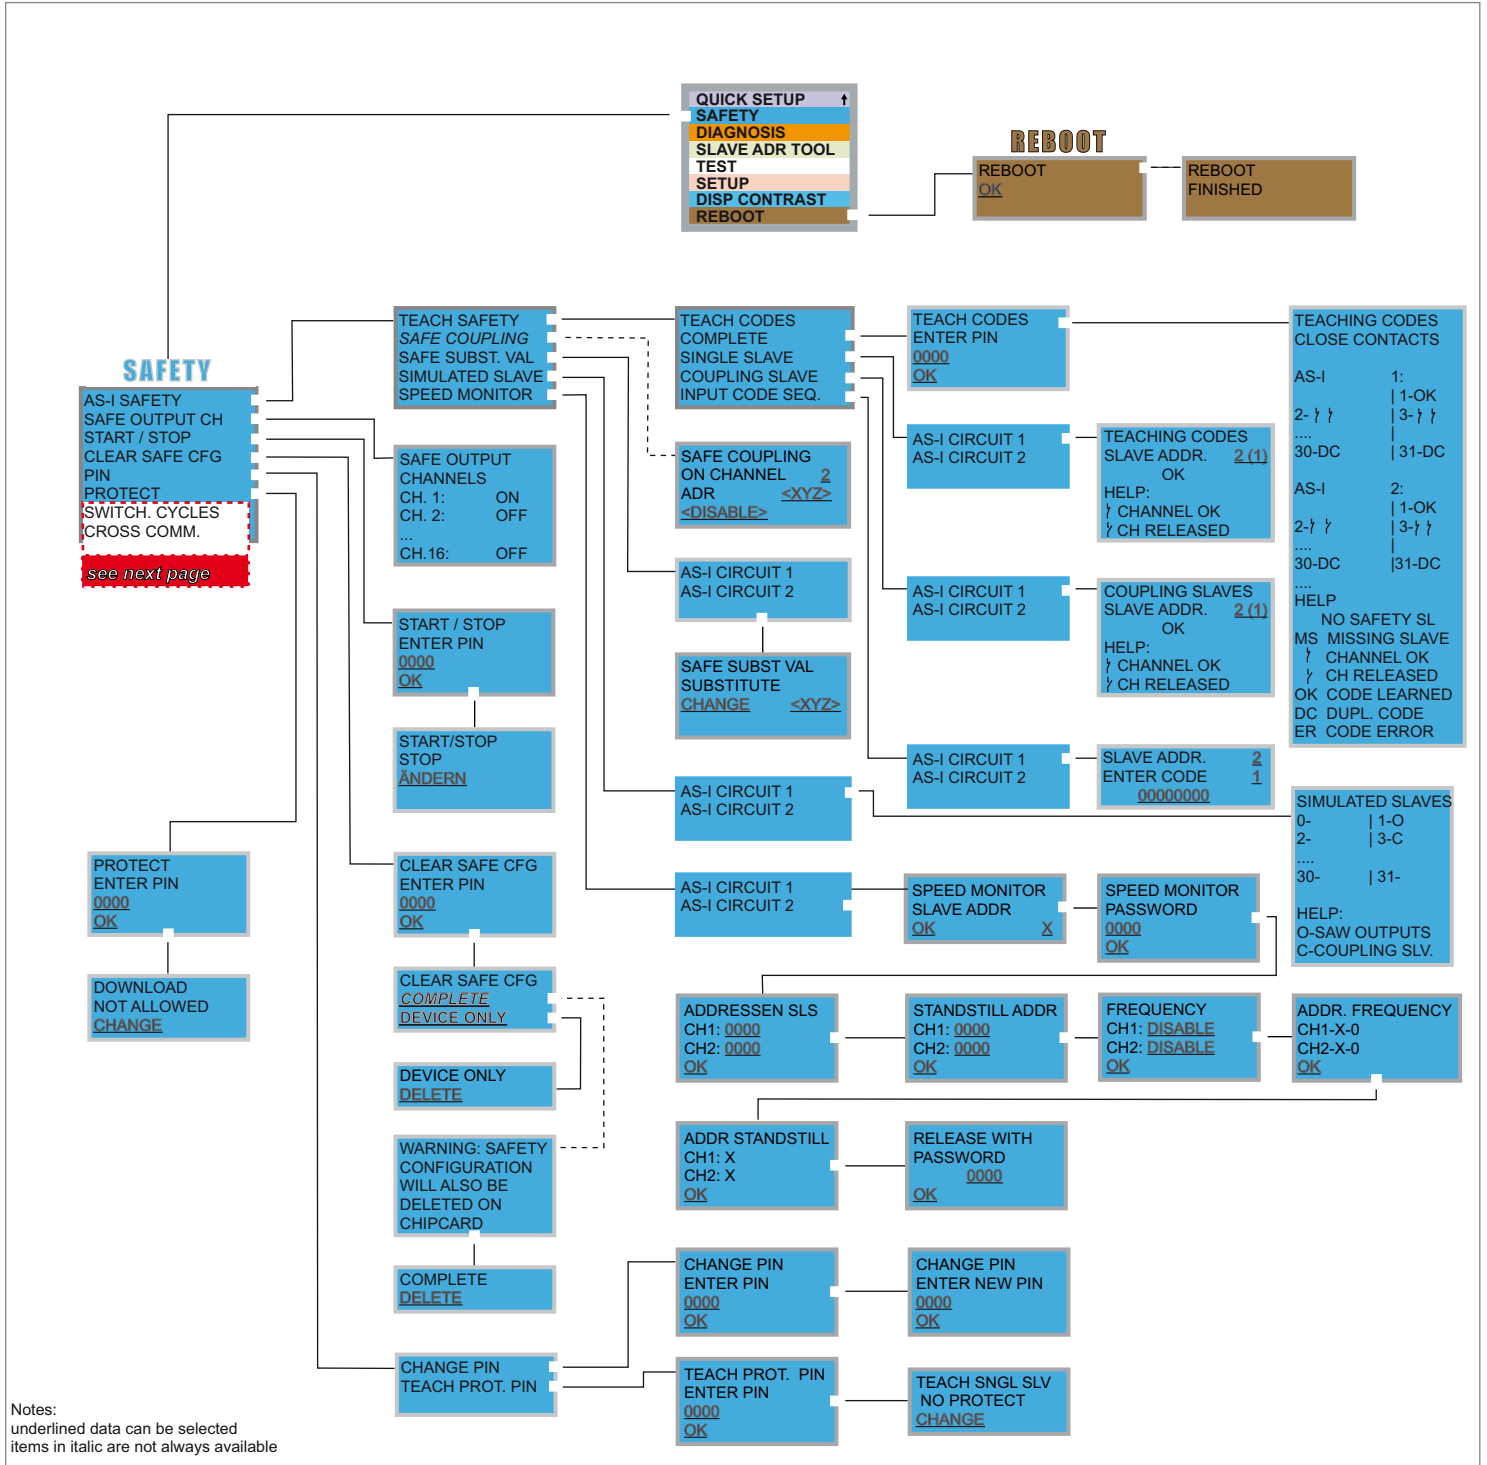 QUICK SETUP
SAFETY
DIAGNOSIS
SLAVE ADR TOOL
TEST
SETUP
DISP CONTRAST
REBOOT
REBOOT
REBOOT
OK
REBOOT
FINISHED
SAFETY
AS-I SAFETY
SAFE OUTPUT CH
START / STOP
CLEAR SAFE CFG
PIN
PROTECT
SWITCH. CYCLES
CROSS COMM.
see next page
TEACH SAFETY
SAFE COUPLING
SAFE SUBST. VAL
SIMULATED SLAVE
SPEED MONITOR
TEACH CODES
COMPLETE
SINGLE SLAVE
COUPLING SLAVE
INPUT CODE SEQ.
TEACH CODES
ENTER PIN
0000
OK
TEACHING CODES
CLOSE CONTACTS
AS-I 1:
| 1-OK
2- | 3-
.... |
30-DC | 31-DC
AS-I 2:
| 1-OK
2- | 3-
.... |
30-DC |31-DC
....
HELP
NO SAFETY SL
MS MISSING SLAVE
CHANNEL OK
CH RELEASED
OK CODE LEARNED
DC DUPL. CODE
ER CODE ERROR
SAFE OUTPUT
CHANNELS
CH. 1: ON
CH. 2: OFF
...
CH.16: OFF
SAFE COUPLING
ON CHANNEL 2
ADR <XYZ>
<DISABLE>
AS-I CIRCUIT 1
AS-I CIRCUIT 2
TEACHING CODES
SLAVE ADDR. 2 (1)
OK
HELP:
CHANNEL OK
CH RELEASED
AS-I CIRCUIT 1
AS-I CIRCUIT 2
AS-I CIRCUIT 1
AS-I CIRCUIT 2
COUPLING SLAVES
SLAVE ADDR. 2 (1)
OK
HELP:
CHANNEL OK
CH RELEASED
START / STOP
ENTER PIN
0000
OK
SAFE SUBST VAL
SUBSTITUTE
CHANGE <XYZ>
START/STOP
STOP
ÄNDERN
AS-I CIRCUIT 1
AS-I CIRCUIT 2
SLAVE ADDR. 2
ENTER CODE 1
00000000
AS-I CIRCUIT 1
AS-I CIRCUIT 2
SIMULATED SLAVES
0- | 1-O
2- | 3-C
....
30- | 31-
HELP:
O-SAW OUTPUTS
C-COUPLING SLV.
PROTECT
ENTER PIN
0000
OK
DOWNLOAD
NOT ALLOWED
CHANGE
CLEAR SAFE CFG
ENTER PIN
0000
OK
AS-I CIRCUIT 1
AS-I CIRCUIT 2
SPEED MONITOR
SLAVE ADDR
OK X
SPEED MONITOR
PASSWORD
0000
OK
CLEAR SAFE CFG
COMPLETE
DEVICE ONLY
ADDRESSEN SLS
CH1: 0000
CH2: 0000
OK
STANDSTILL ADDR
CH1: 0000
CH2: 0000
OK
FREQUENCY
CH1: DISABLE
CH2: DISABLE
OK
ADDR. FREQUENCY
CH1-X-0
CH2-X-0
OK
DEVICE ONLY
DELETE
WARNING: SAFETY
CONFIGURATION
WILL ALSO BE
DELETED ON
CHIPCARD
ADDR STANDSTILL
CH1: X
CH2: X
OK
RELEASE WITH
PASSWORD
0000
OK
COMPLETE
DELETE
CHANGE PIN
ENTER PIN
0000
OK
CHANGE PIN
ENTER NEW PIN
0000
OK
CHANGE PIN
TEACH PROT. PIN
TEACH PROT. PIN
ENTER PIN
0000
OK
TEACH SNGL SLV
NO PROTECT
CHANGE
Notes:
underlined data can be selected
items in italic are not always available